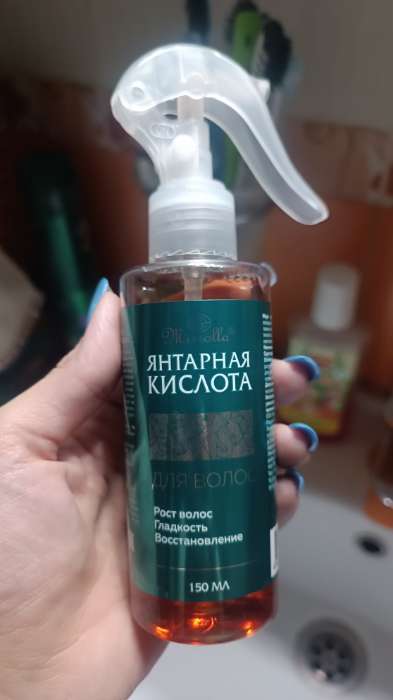 ЯНТАРНАЯ
КИСЛОТА
ДЛЯ ВОЛОС
Рост волос
Гладкость
Восстановление
150 МЛ